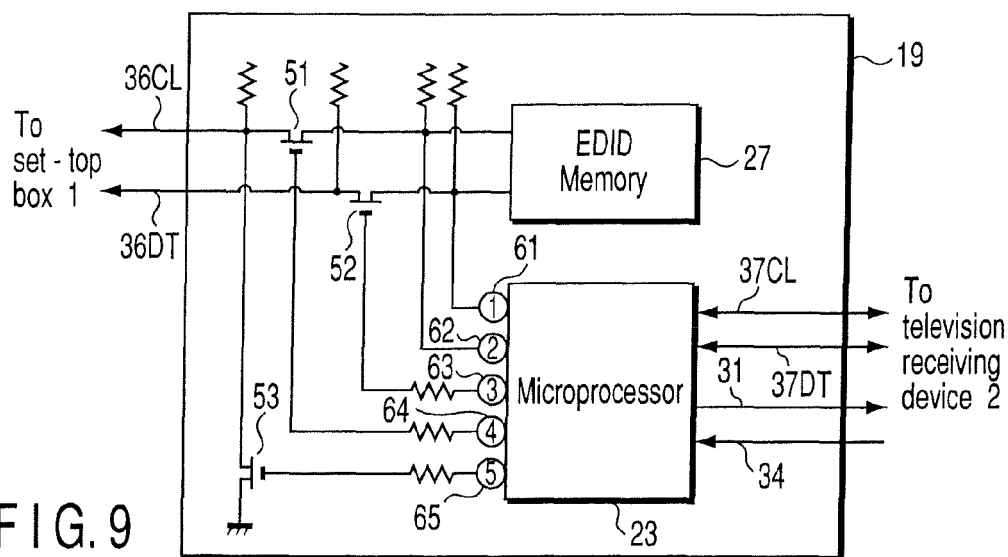 19
36CL
51
To
set-top
box 1
EDID
Memory
27
36DT
52
61
1
37CL
To
television
receiving
device 2
62
2
37DT
63
3
Microprocessor
31
64
4
53
34
5
65
23
FIG.9